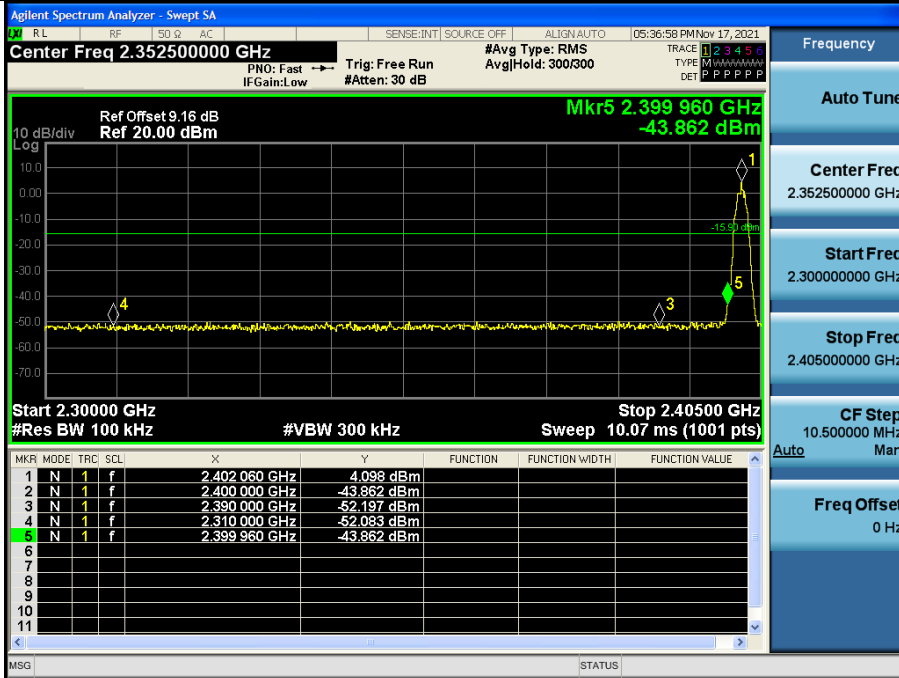 Agilent Spectrum Analyzer - Swept SA
LXI RL RF 50 Ω AC SENSE:INT SOURCE OFF ALIGN AUTO 05:36:58 PM Nov 17, 2021
Center Freq 2.352500000 GHz
PNO: Fast
IFGain:Low
Trig: Free Run
#Atten: 30 dB
#Avg Type: RMS
Avg|Hold: 300/300
TRACE 1 2 3 4 5 6
TYPE M WWWWW
DET P P P P P P
Mkr5 2.399 960 GHz
-43.862 dBm
Ref Offset 9.16 dB
10 dB/div Ref 20.00 dBm
Log
10.0
0.00
-10.0
-20.0
-30.0
-40.0
-50.0
-60.0
-70.0
-15.90 dBm
1
5
4
3
Start 2.30000 GHz Stop 2.40500 GHz
#Res BW 100 kHz #VBW 300 kHz Sweep 10.07 ms (1001 pts)
MKR MODE TRC SCL X Y FUNCTION FUNCTION WIDTH FUNCTION VALUE
1 N 1 f 2.402 060 GHz 4.098 dBm
2 N 1 f 2.400 000 GHz -43.862 dBm
3 N 1 f 2.390 000 GHz -52.197 dBm
4 N 1 f 2.310 000 GHz -52.083 dBm
5 N 1 f 2.399 960 GHz -43.862 dBm
6
7
8
9
10
11
MSG STATUS
Frequency
Auto Tune
Center Freq
2.352500000 GHz
Start Freq
2.300000000 GHz
Stop Freq
2.405000000 GHz
CF Step
10.500000 MHz
Auto Man
Freq Offset
0 Hz